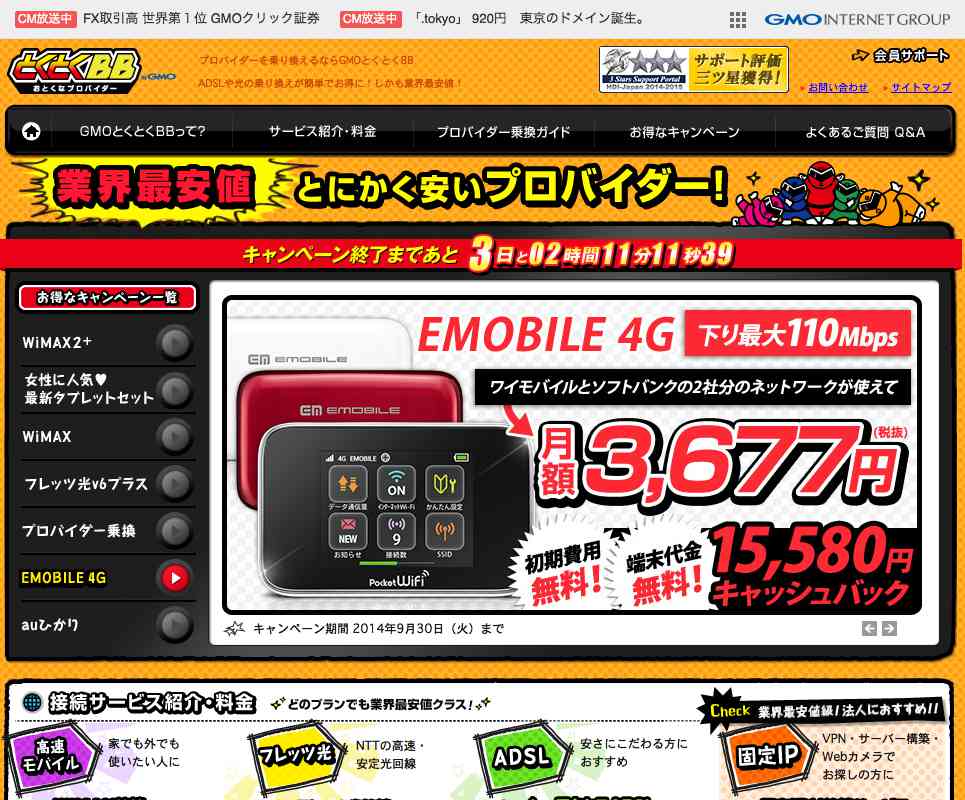 CM放送中 FX取引高 世界第１位 GMOクリック証券 CM放送中 「.tokyo」 920円　東京のドメイン誕生。 GMO INTERNET GROUP
とくとくBB by GMO
おとくなプロバイダー
プロバイダーを乗り換えるならGMOとくとくBB
ADSLや光の乗り換えが簡単でお得に！しかも業界最安値！
3 Stars Support Portal
HDI-Japan 2014-2015
サポート評価
三ツ星獲得！
会員サポート
お問い合わせ サイトマップ
GMOとくとくBBって？ サービス紹介・料金 プロバイダー乗換ガイド お得なキャンペーン よくあるご質問 Q&A
業界最安値 とにかく安いプロバイダー！
キャンペーン終了まであと 3日と02時間11分11秒39
お得なキャンペーン一覧
WiMAX2+
女性に人気♥
最新タブレットセット
WiMAX
フレッツ光v6プラス
プロバイダー乗換
EMOBILE 4G
auひかり
EMOBILE 4G 下り最大110Mbps
ワイモバイルとソフトバンクの2社分のネットワークが使えて
月額3,677円(税抜)
初期費用
無料！
端末代金
無料！
15,580円
キャッシュバック
EM EMOBILE
EM EMOBILE
4G EMOBILE
ON
データ通信量 インターネットWi-Fi かんたん設定
NEW 9
お知らせ 接続数 SSID
Pocket WiFi
キャンペーン期間 2014年9月30日（火）まで
接続サービス紹介・料金 どのプランでも業界最安値クラス！
Check 業界最安値級！法人におすすめ！！
高速
モバイル
家でも外でも
使いたい人に
フレッツ光
NTTの高速・
安定光回線
ADSL
安さにこだわる方に
おすすめ
固定IP
VPN・サーバー構築・
Webカメラで
お探しの方に